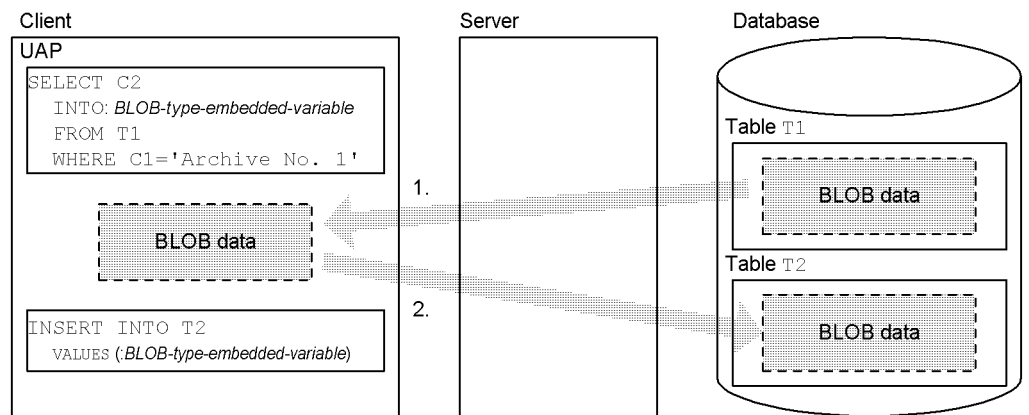 Client
Server
Database
UAP
SELECT C2
INTO: BLOB-type-embedded-variable
FROM T1
WHERE C1='Archive No. 1'
Table T1
1.
BLOB data
BLOB data
Table T2
2.
BLOB data
INSERT INTO T2
VALUES (:BLOB-type-embedded-variable)